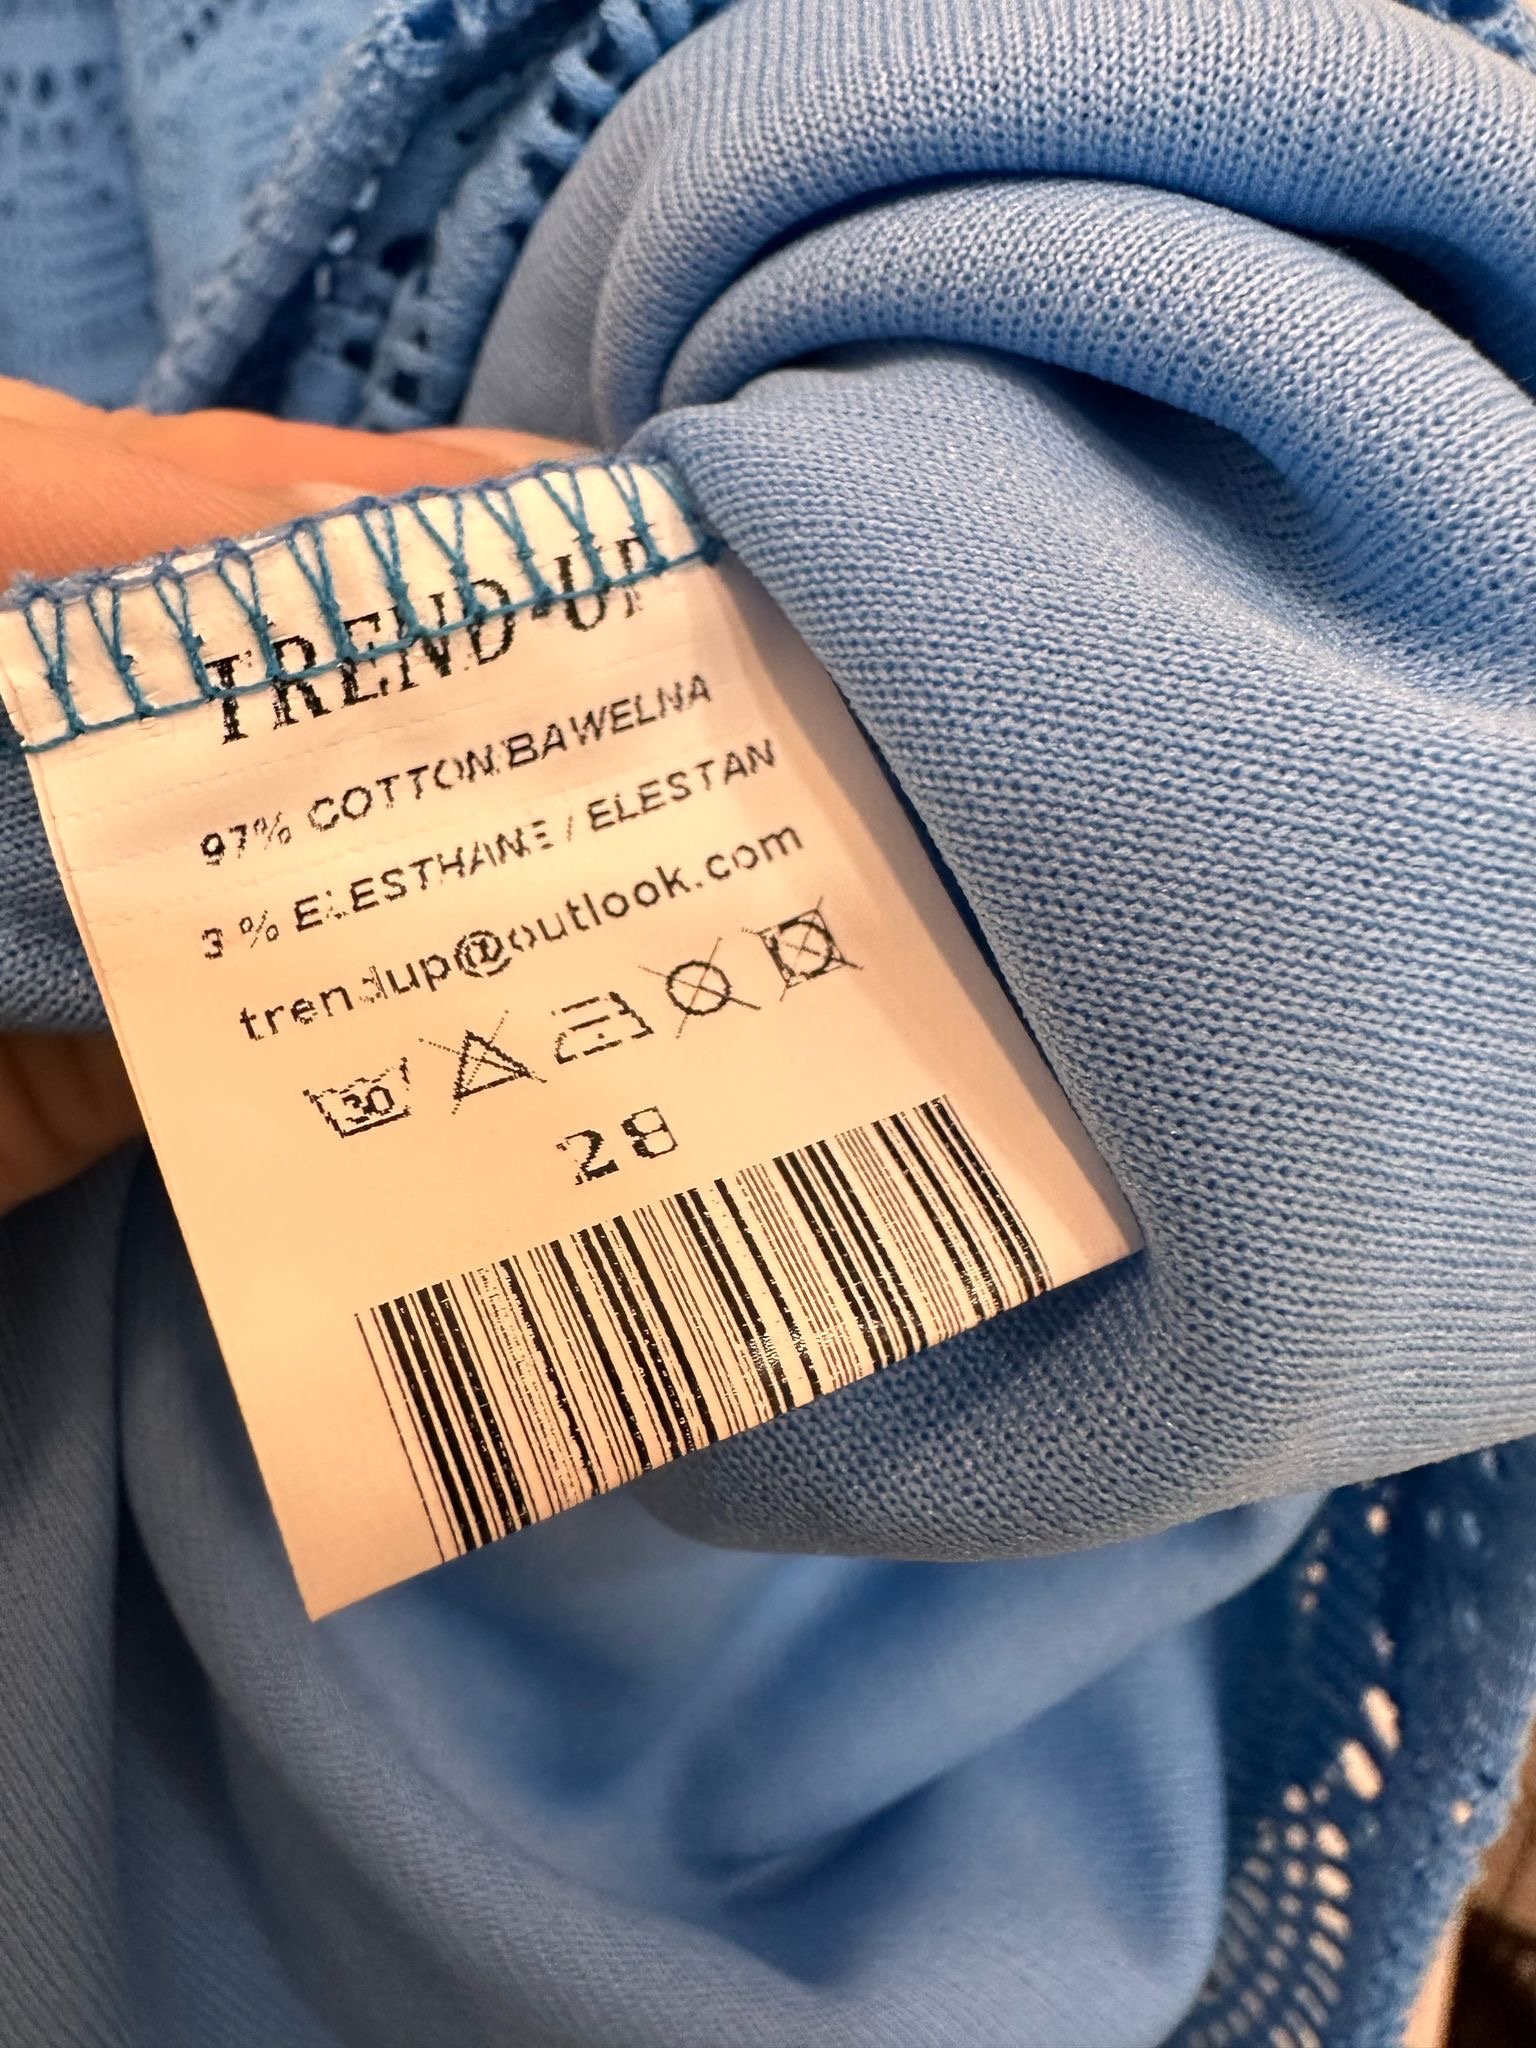 TREND-UP
97% COTTON/BAWELNA
3 % ELESTHANE / ELESTAN
trendup@outlook.com
30
28